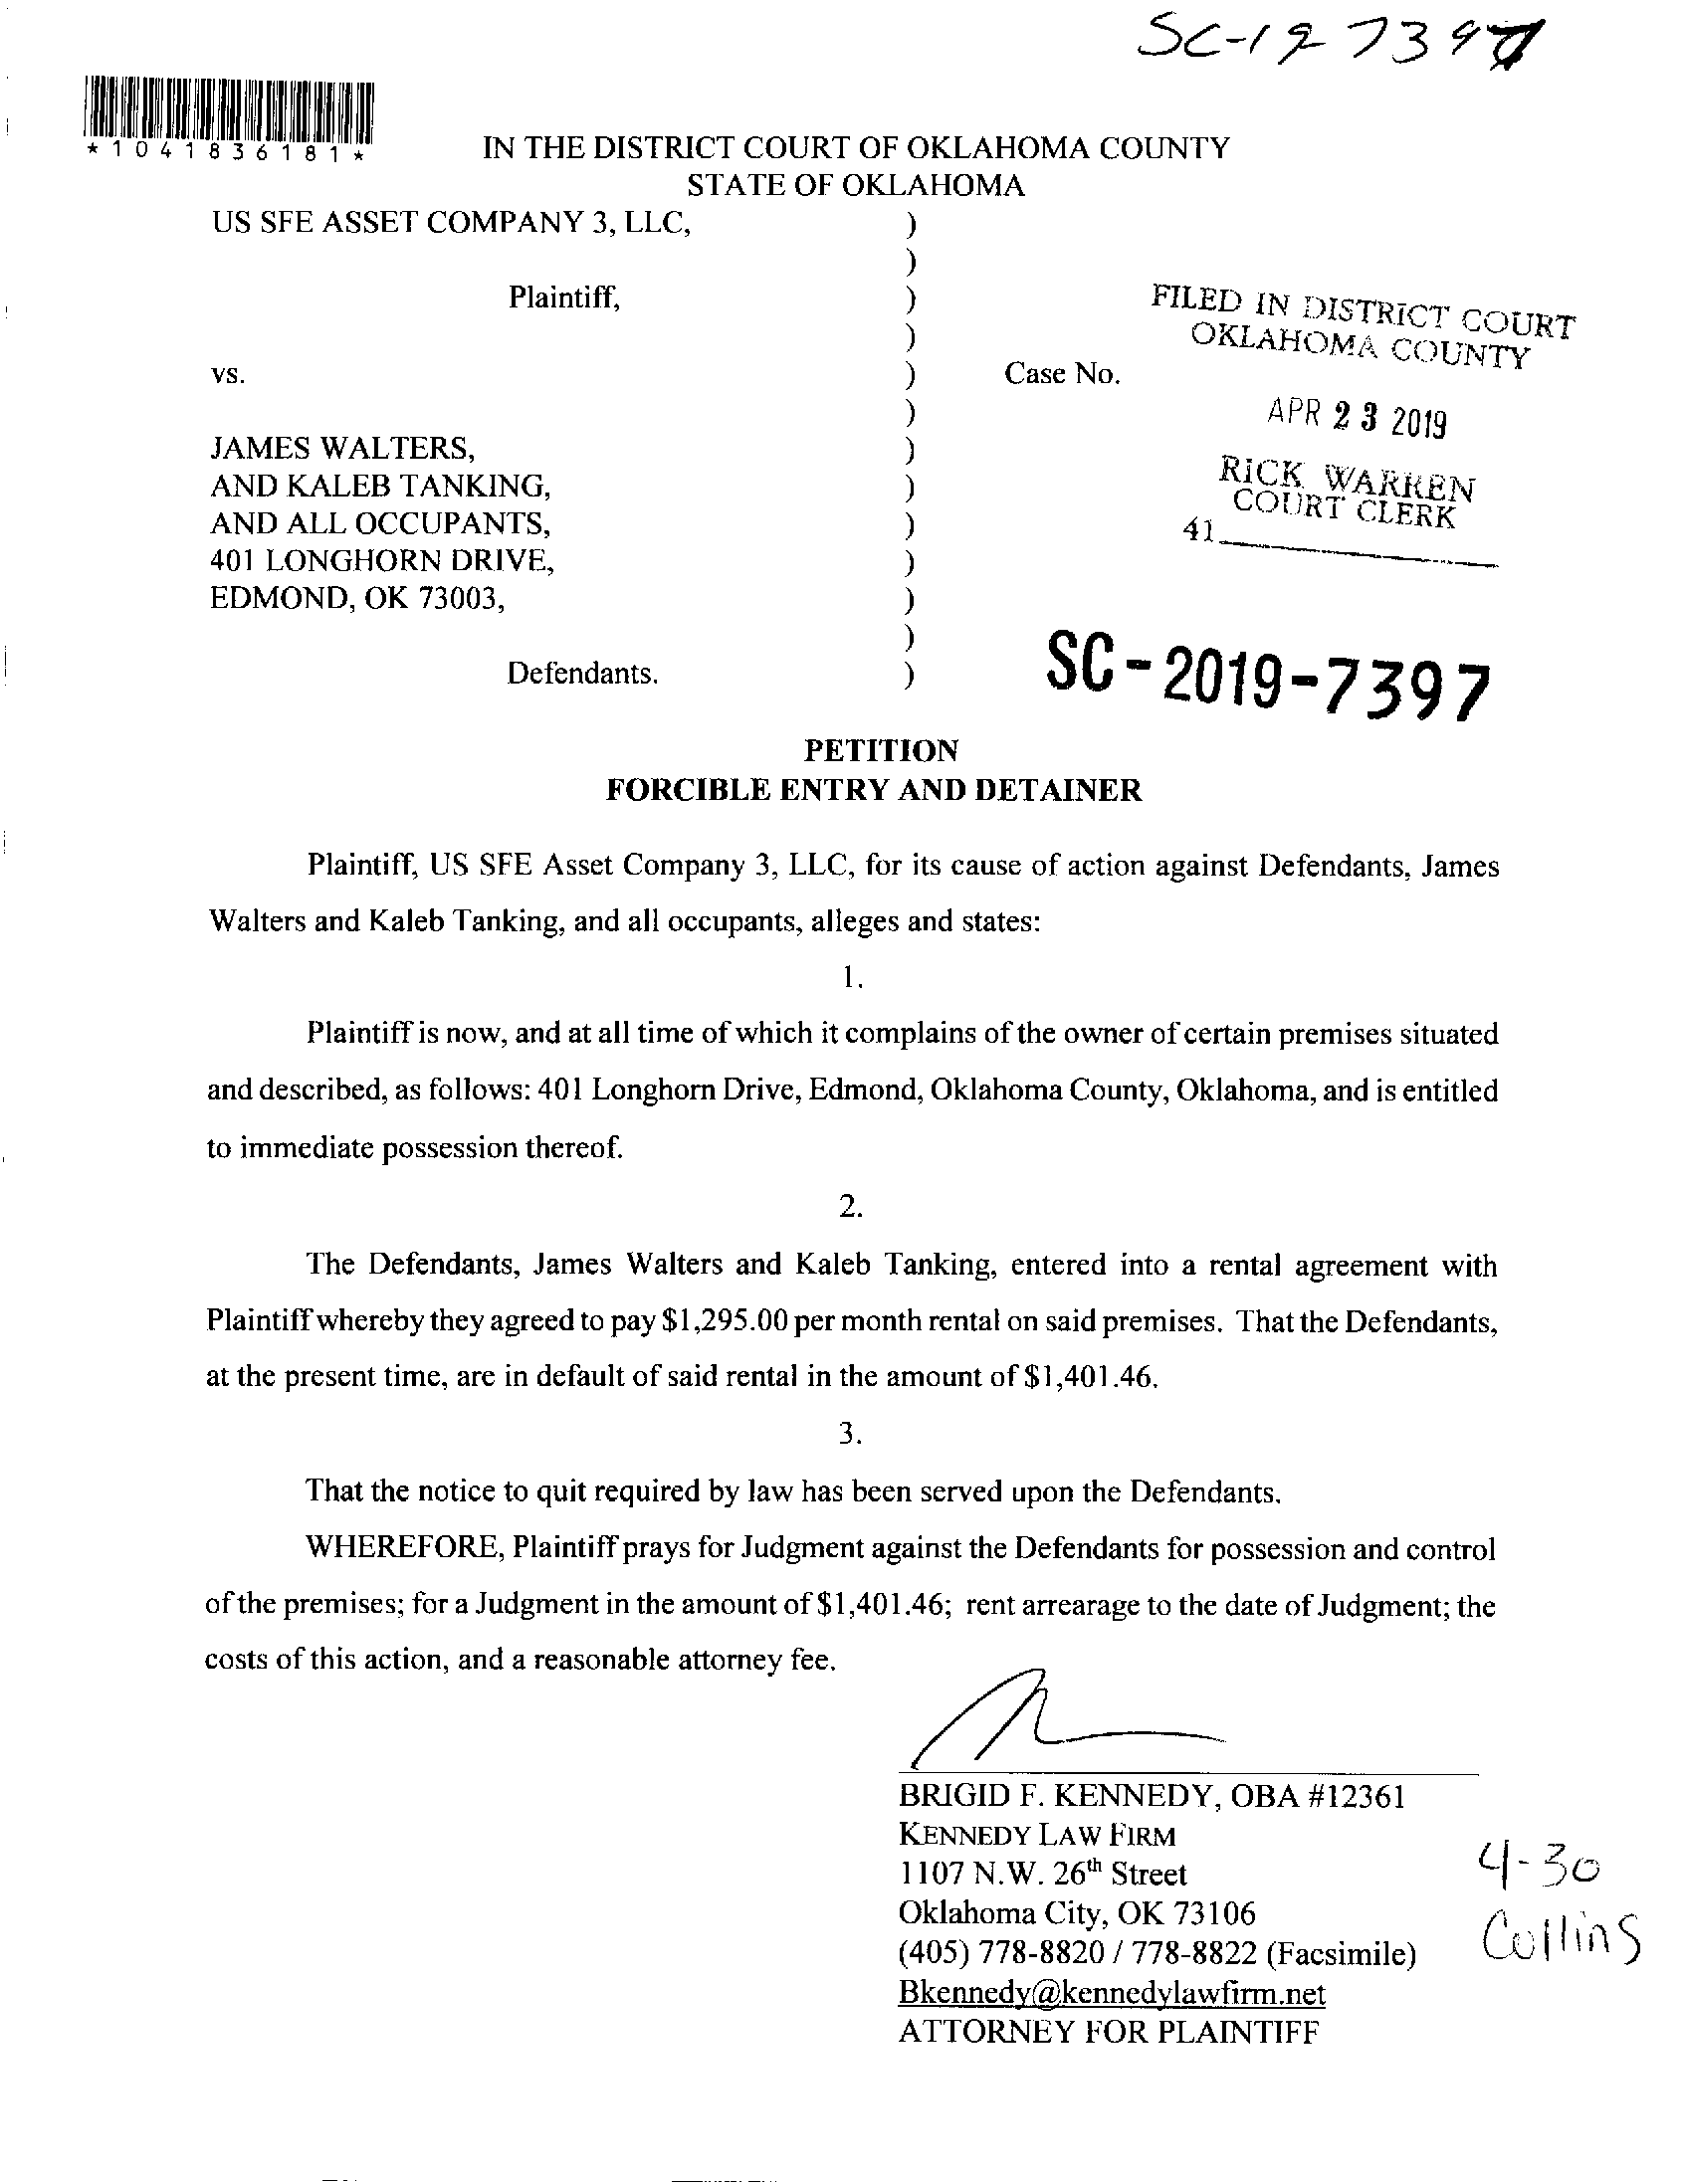 SC-19 7397
*1041836181*
IN THE DISTRICT COURT OF OKLAHOMA COUNTY
STATE OF OKLAHOMA
US SFE ASSET COMPANY 3, LLC, )
)
Plaintiff, )
)
vs. ) Case No.
)
JAMES WALTERS, )
AND KALEB TANKING, )
AND ALL OCCUPANTS, )
401 LONGHORN DRIVE, )
EDMOND, OK 73003, )
)
Defendants. )
FILED IN DISTRICT COURT
OKLAHOMA COUNTY
APR 23 2019
RICK WARREN
COURT CLERK
41
SC-2019-7397
PETITION
FORCIBLE ENTRY AND DETAINER
Plaintiff, US SFE Asset Company 3, LLC, for its cause of action against Defendants, James
Walters and Kaleb Tanking, and all occupants, alleges and states:
1.
Plaintiff is now, and at all time of which it complains of the owner of certain premises situated
and described, as follows: 401 Longhorn Drive, Edmond, Oklahoma County, Oklahoma, and is entitled
to immediate possession thereof.
2.
The Defendants, James Walters and Kaleb Tanking, entered into a rental agreement with
Plaintiff whereby they agreed to pay $1,295.00 per month rental on said premises. That the Defendants,
at the present time, are in default of said rental in the amount of $1,401.46.
3.
That the notice to quit required by law has been served upon the Defendants.
WHEREFORE, Plaintiff prays for Judgment against the Defendants for possession and control
of the premises; for a Judgment in the amount of $1,401.46; rent arrearage to the date of Judgment; the
costs of this action, and a reasonable attorney fee.
BRIGID F. KENNEDY, OBA #12361
KENNEDY LAW FIRM
1107 N.W. 26th Street
Oklahoma City, OK 73106
(405) 778-8820 / 778-8822 (Facsimile)
Bkennedy@kennedylawfirm.net
ATTORNEY FOR PLAINTIFF
4-30
Collins